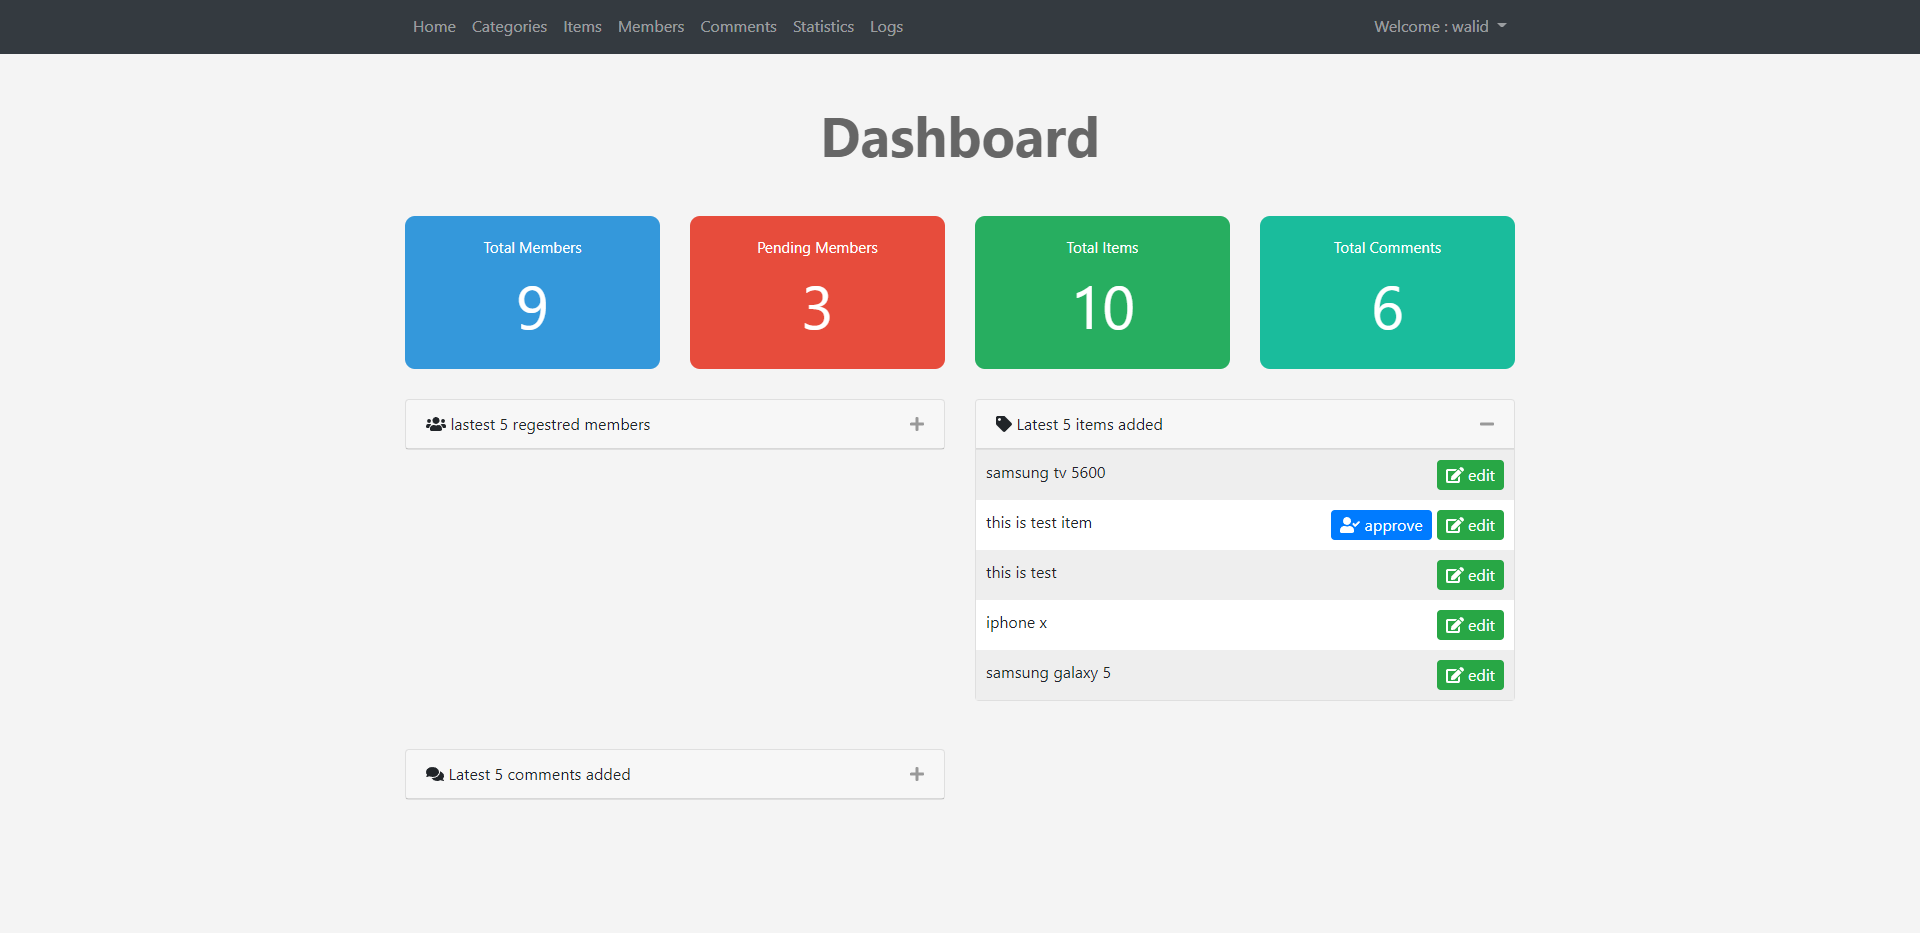 Home Categories Items Members Comments Statistics Logs Welcome : walid
Dashboard
Total Members
9
Pending Members
3
Total Items
10
Total Comments
6
lastest 5 regestred members
Latest 5 items added
samsung tv 5600 edit
this is test item approve edit
this is test edit
iphone x edit
samsung galaxy 5 edit
Latest 5 comments added